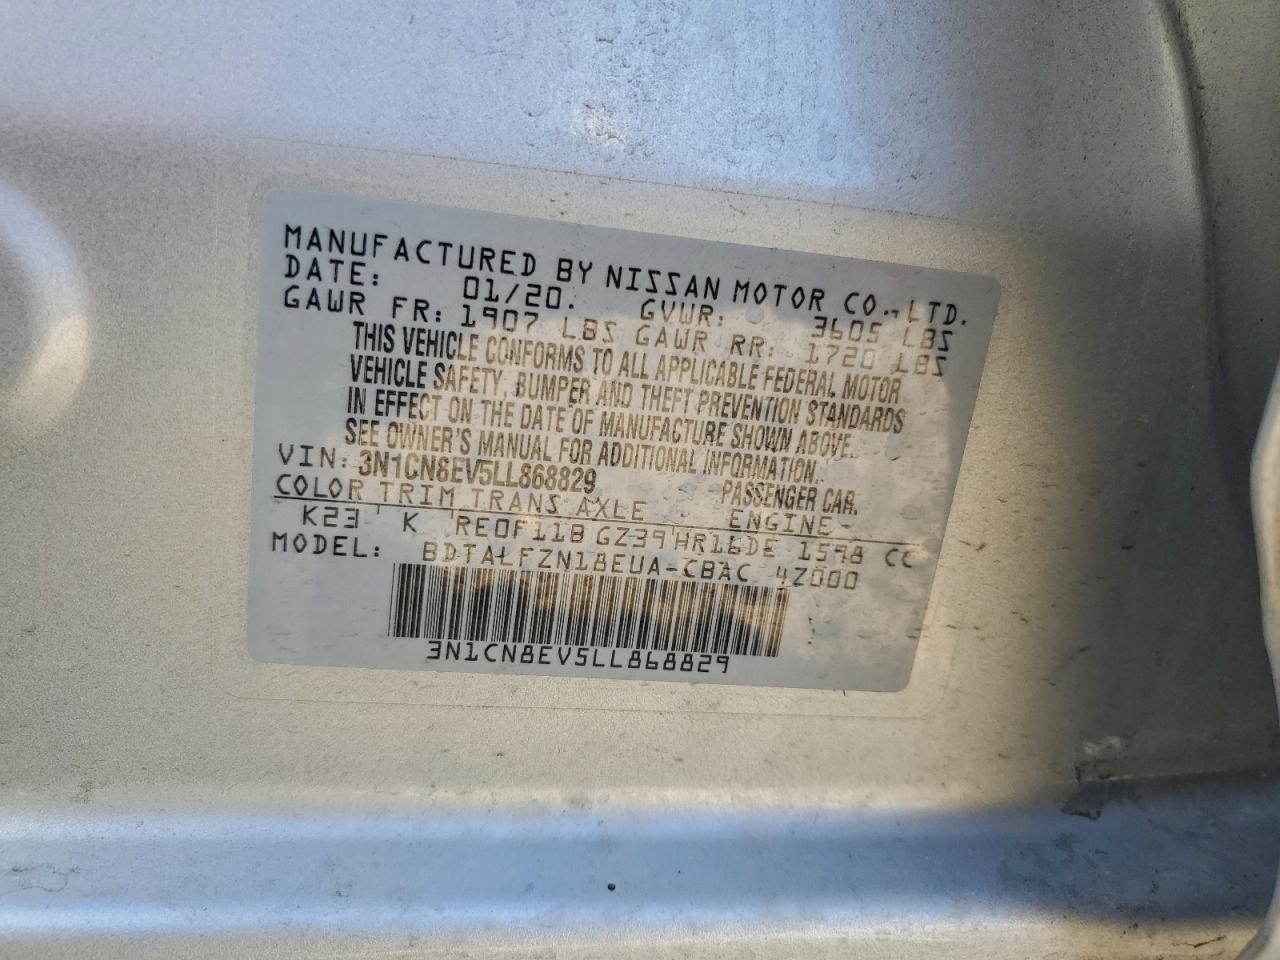 MANUFACTURED BY NISSAN MOTOR CO., LTD.
DATE: 01/20. GVWR: 3605 LBS
GAWR FR: 1907 LBS GAWR RR: 1720 LBS
THIS VEHICLE CONFORMS TO ALL APPLICABLE FEDERAL MOTOR
VEHICLE SAFETY, BUMPER AND THEFT PREVENTION STANDARDS
IN EFFECT ON THE DATE OF MANUFACTURE SHOWN ABOVE.
SEE OWNER'S MANUAL FOR ADDITIONAL INFORMATION.
VIN: 3N1CN8EV5LL868829 PASSENGER CAR.
COLOR TRIM TRANS AXLE ENGINE
K23 K RE0F11B GZ39 HR16DE 1598 CC
MODEL: BDTALFZN18EUA-CBAC 4Z000
3N1CN8EV5LL868829